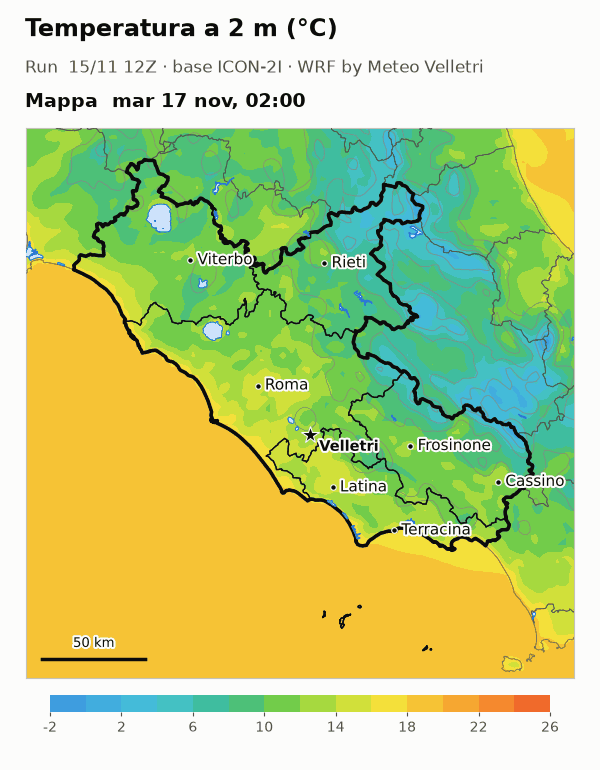 Temperatura a 2 m (°C)
Run  15/11 12Z · base ICON-2I · WRF by Meteo Velletri
Mappa  mar 17 nov, 02:00
Viterbo
Rieti
Roma
Velletri
Frosinone
Latina
Cassino
Terracina
50 km
-2 2 6 10 14 18 22 26